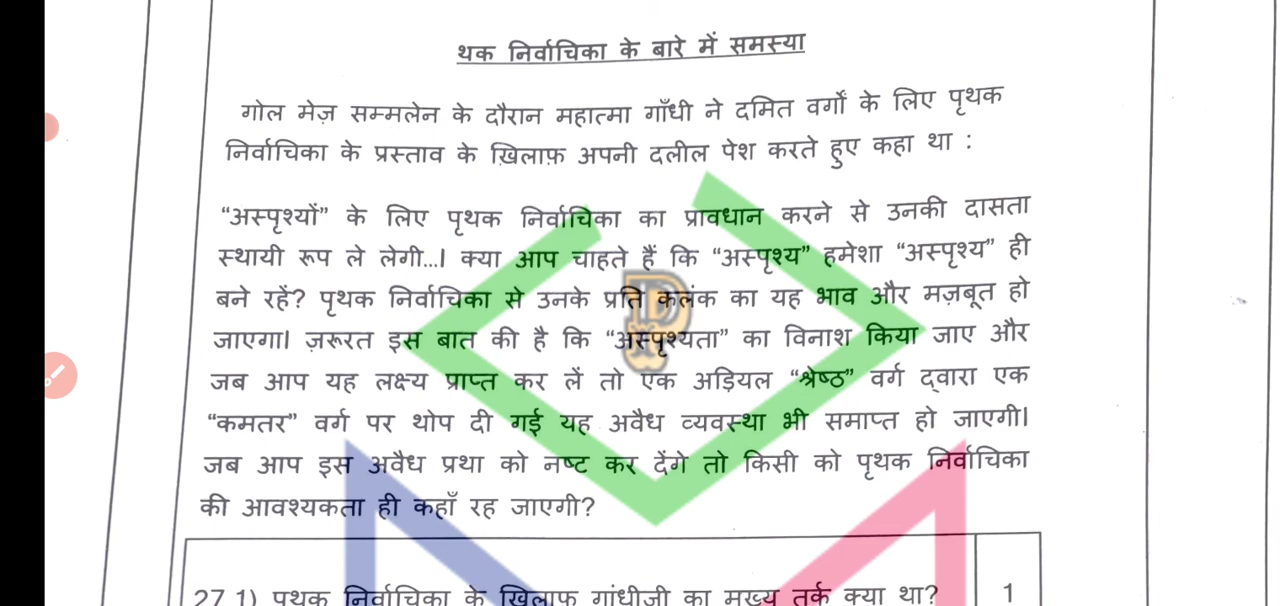 थक निर्वाचिका के बारे में समस्या
गोल मेज़ सम्मलेन के दौरान महात्मा गाँधी ने दमित वर्गों के लिए पृथक
निर्वाचिका के प्रस्ताव के ख़िलाफ़ अपनी दलील पेश करते हुए कहा था :
“अस्पृश्यों” के लिए पृथक निर्वाचिका का प्रावधान करने से उनकी दासता
स्थायी रूप ले लेगी...। क्या आप चाहते हैं कि “अस्पृश्य” हमेशा “अस्पृश्य” ही
बने रहें? पृथक निर्वाचिका से उनके प्रति कलंक का यह भाव और मज़बूत हो
जाएगा। ज़रूरत इस बात की है कि “अस्पृश्यता” का विनाश किया जाए और
जब आप यह लक्ष्य प्राप्त कर लें तो एक अड़ियल “श्रेष्ठ” वर्ग द्वारा एक
“कमतर” वर्ग पर थोप दी गई यह अवैध व्यवस्था भी समाप्त हो जाएगी।
जब आप इस अवैध प्रथा को नष्ट कर देंगे तो किसी को पृथक निर्वाचिका
की आवश्यकता ही कहाँ रह जाएगी?
27.1) पृथक निर्वाचिका के खिलाफ गांधीजी का मुख्य तर्क क्या था? 1